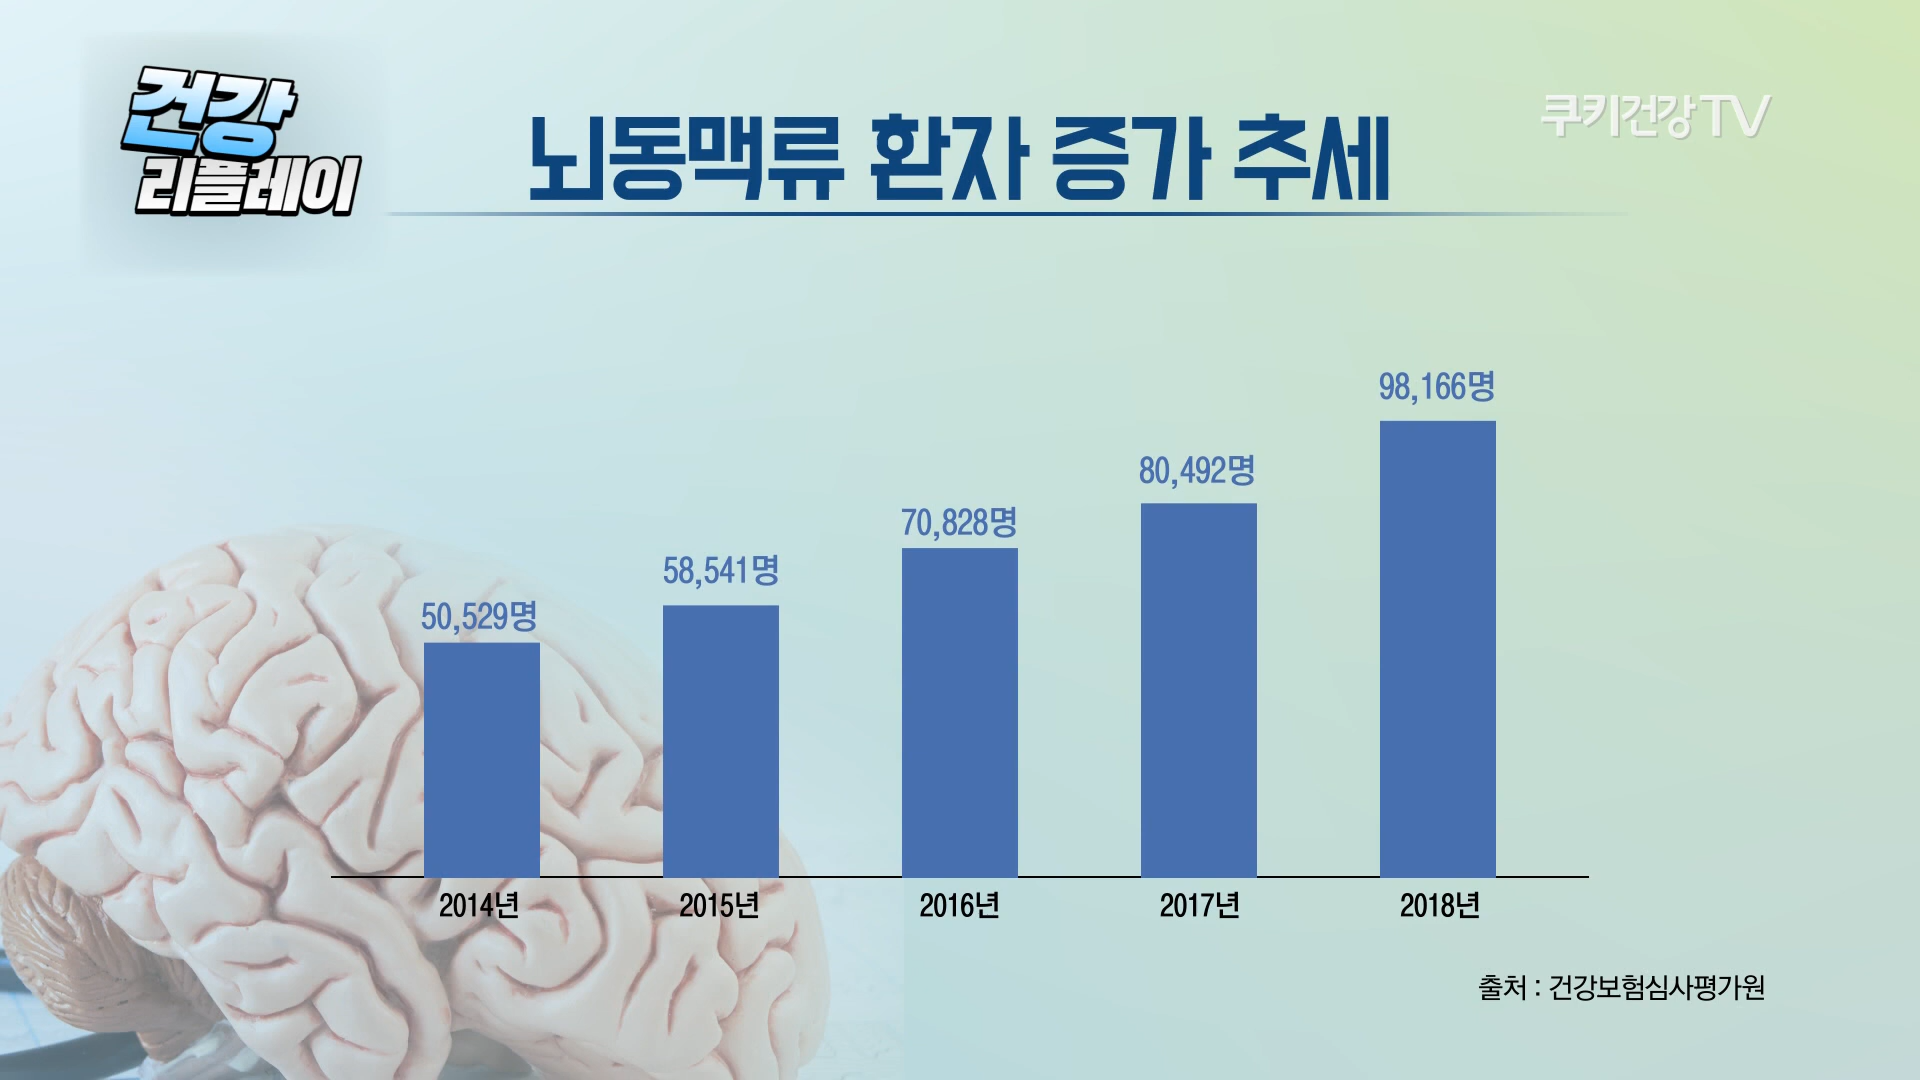 건강
리플레이
뇌동맥류 환자 증가 추세
쿠키건강TV
50,529명
58,541명
70,828명
80,492명
98,166명
2014년
2015년
2016년
2017년
2018년
출처 : 건강보험심사평가원